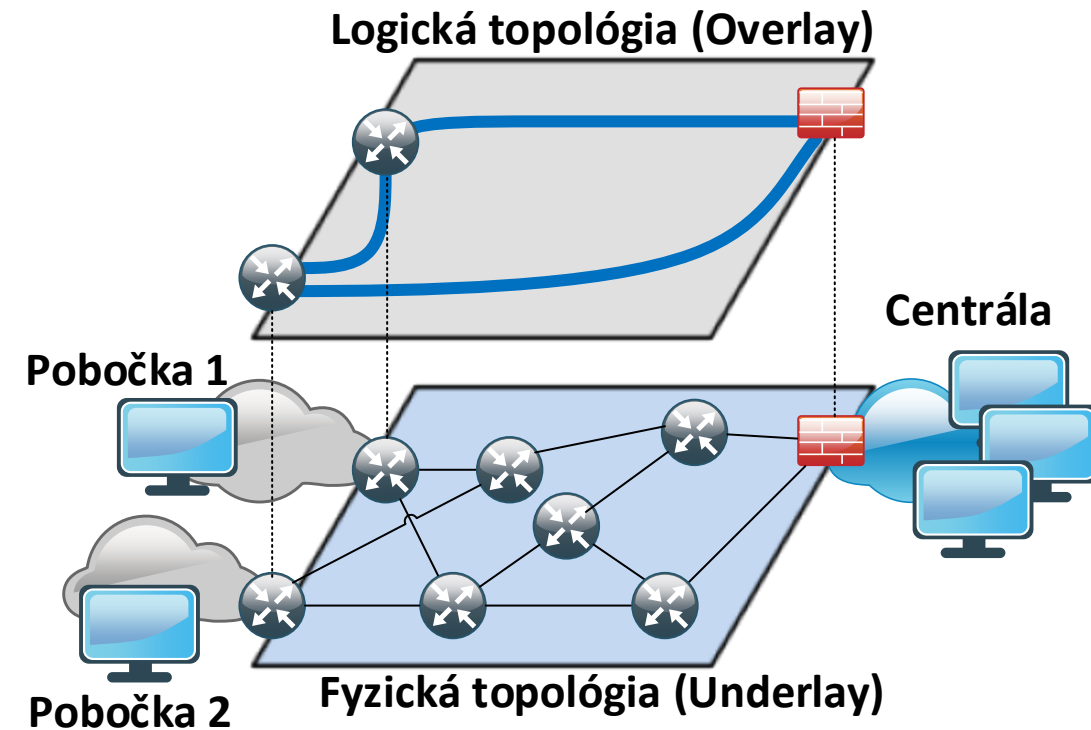 Logická topológia (Overlay)
Centrála
Pobočka 1
Fyzická topológia (Underlay)
Pobočka 2